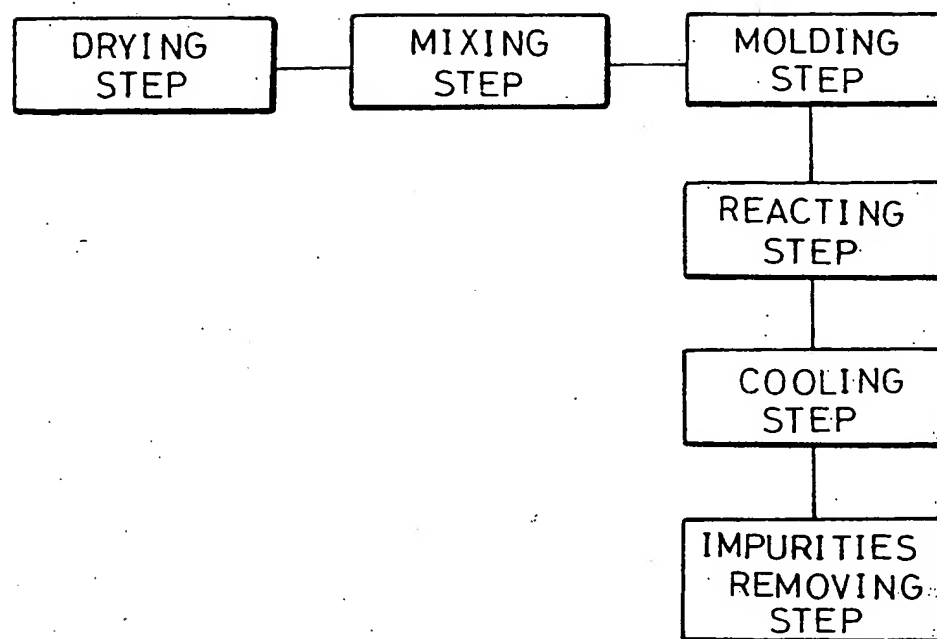 DRYING
STEP
MIXING
STEP
MOLDING
STEP
REACTING
STEP
COOLING
STEP
IMPURITIES
REMOVING
STEP